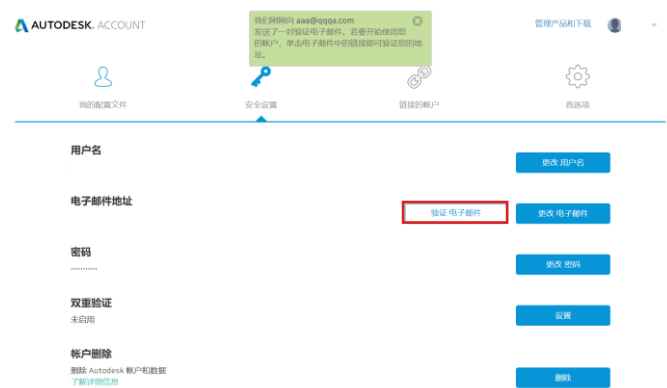 AUTODESK. ACCOUNT
我们刚刚向 aaa@qqqa.com
发送了一封验证电子邮件。若要开始使用您
的帐户，单击电子邮件中的链接即可验证您的地
址。
管理产品和下载
我的配置文件
安全设置
链接的帐户
首选项
用户名
更改 用户名
电子邮件地址
验证 电子邮件
更改 电子邮件
密码
...........
更改 密码
双重验证
未启用
设置
帐户删除
删除 Autodesk 帐户和数据
了解详细信息
删除